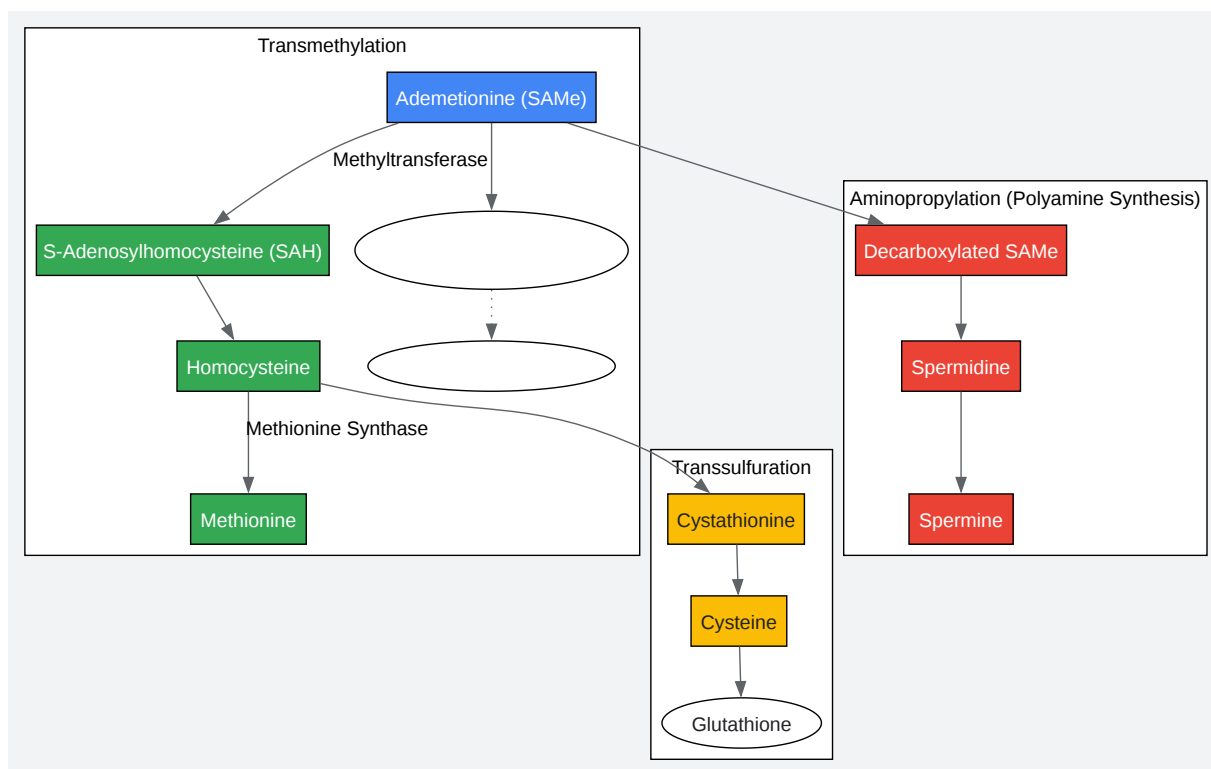 Transmethylation
Ademetionine (SAMe)
Methyltransferase
Aminopropylation (Polyamine Synthesis)
S-Adenosylhomocysteine (SAH)
Decarboxylated SAMe
Homocysteine
Spermidine
Methionine Synthase
Transsulfuration
Methionine
Cystathionine
Spermine
Cysteine
Glutathione